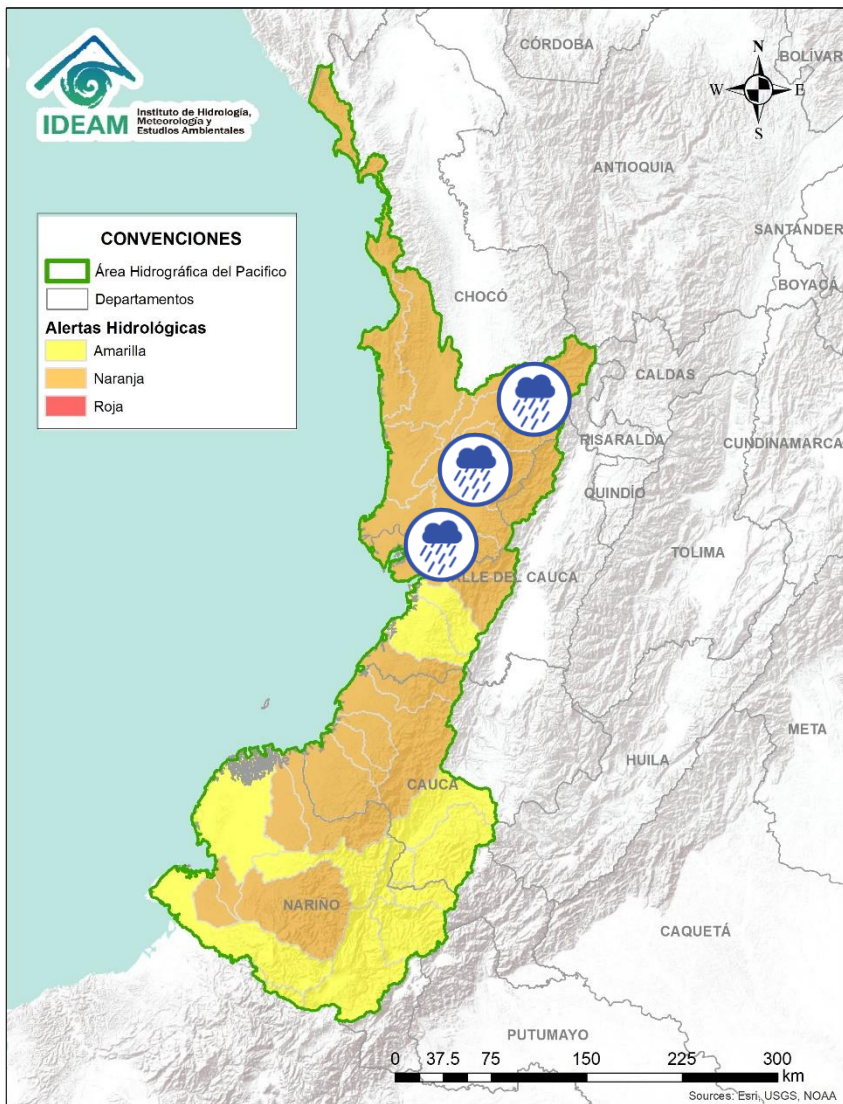 IDEAM
Instituto de Hidrología,
Meteorología y
Estudios Ambientales
N
W
E
S
CÓRDOBA
BOLÍVAR
ANTIOQUIA
SANTANDER
BOYACÁ
CONVENCIONES
Área Hidrográfica del Pacifico
Departamentos
Alertas Hidrológicas
Amarilla
Naranja
Roja
CHOCÓ
CALDAS
RISARALDA
CUNDINAMARCA
QUINDÍO
TOLIMA
ALLE DEL CAUCA
META
HUILA
CAUCA
NARIÑO
CAQUETÁ
PUTUMAYO
0 37.5 75 150 225 300
km
Sources: Esri, USGS, NOAA